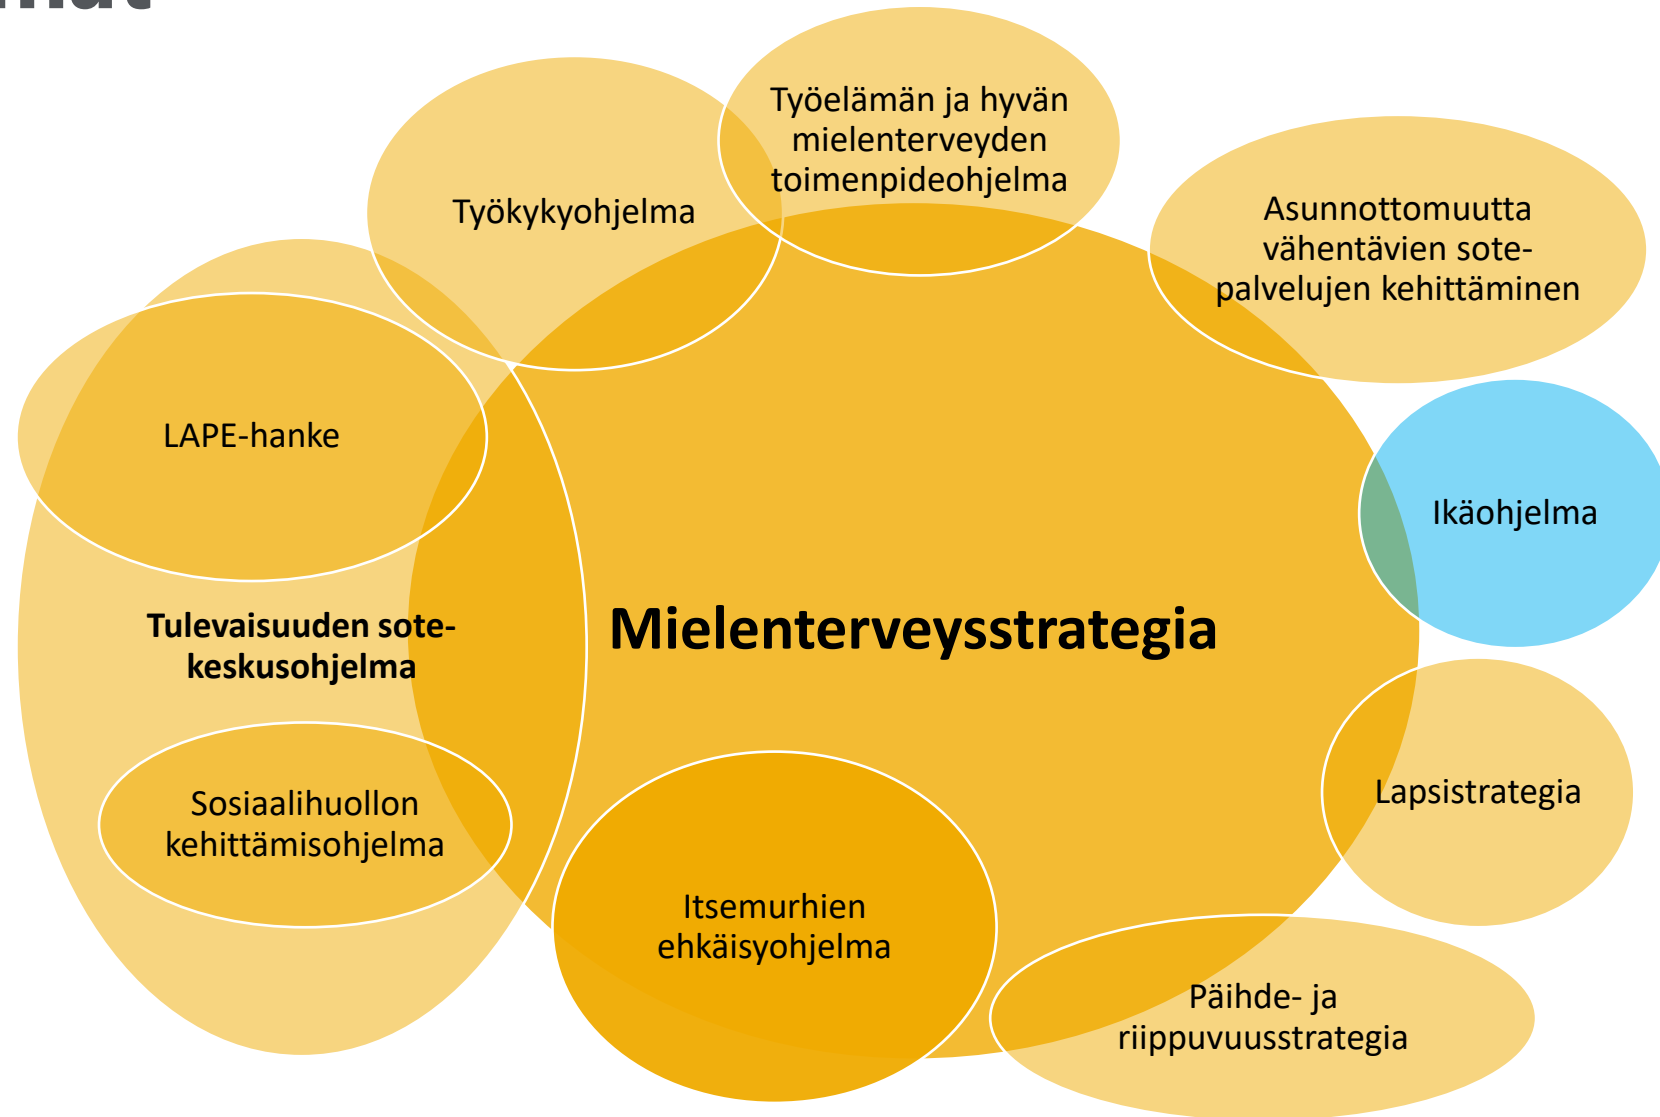 Työelämän ja hyvän
mielenterveyden
toimenpideohjelma
Työkykyohjelma
Asunnottomuutta
vähentävien sote-
palvelujen kehittäminen
LAPE-hanke
Ikäohjelma
Tulevaisuuden sote-
keskusohjelma
Mielenterveysstrategia
Sosiaalihuollon
kehittämisohjelma
Lapsistrategia
Itsemurhien
ehkäisyohjelma
Päihde- ja
riippuvuusstrategia